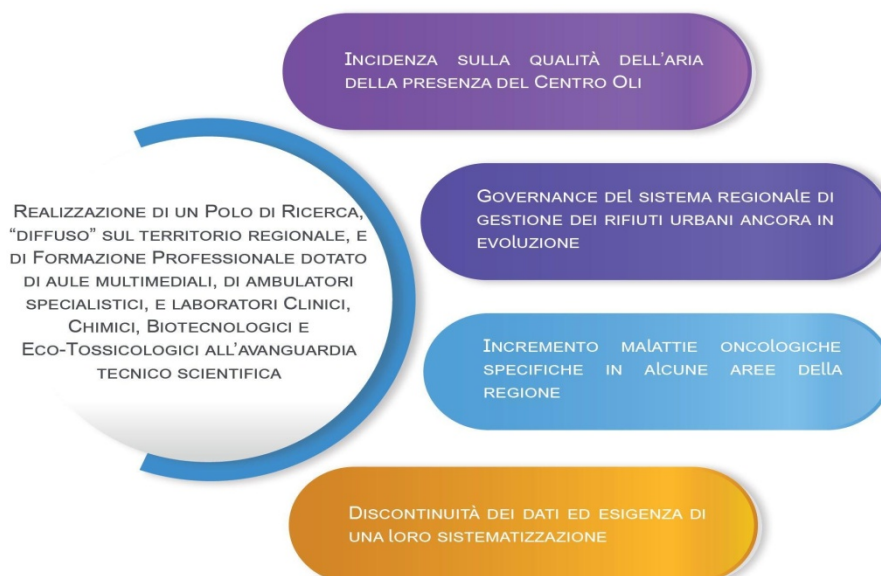 Incidenza sulla qualità dell'aria
della presenza del Centro Oli
Realizzazione di un Polo di Ricerca,
"diffuso" sul territorio regionale, e
di Formazione Professionale dotato
di aule multimediali, di ambulatori
specialistici, e laboratori Clinici,
Chimici, Biotecnologici e
Eco-Tossicologici all'avanguardia
tecnico scientifica
Governance del sistema regionale di
gestione dei rifiuti urbani ancora in
evoluzione
Incremento malattie oncologiche
specifiche in alcune aree della
regione
Discontinuità dei dati ed esigenza di
una loro sistematizzazione